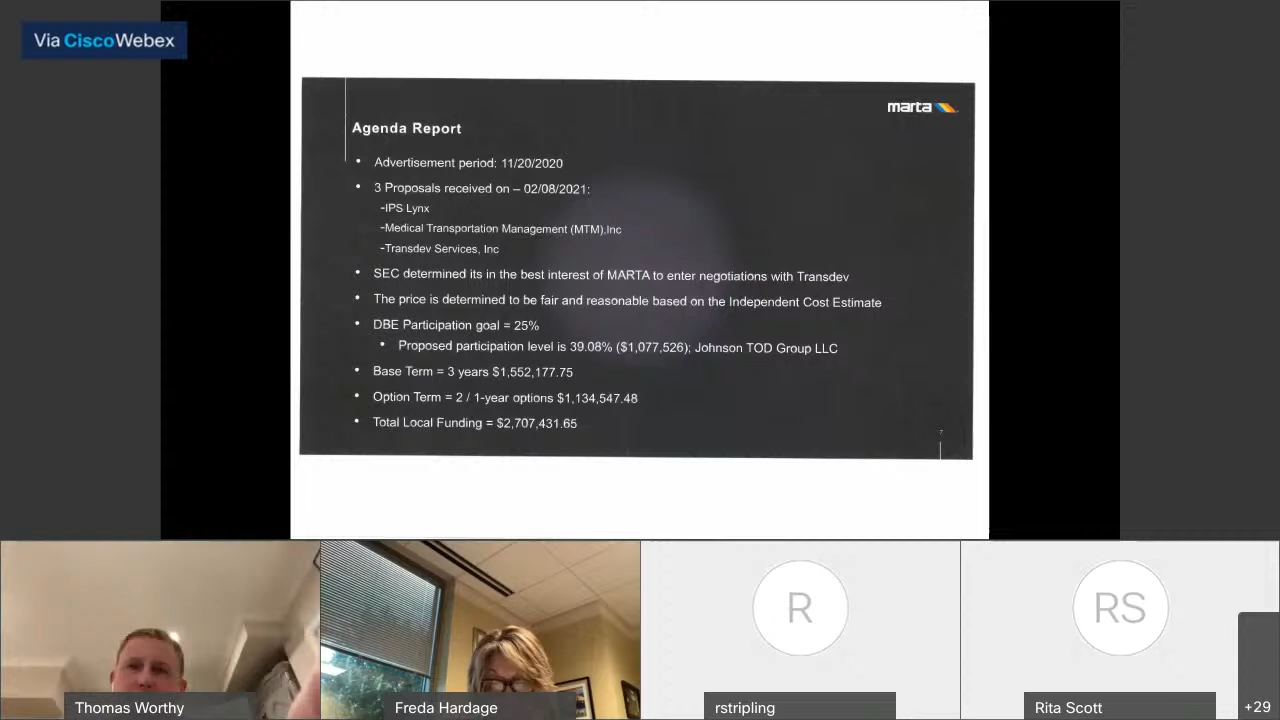 Via CiscoWebex
marta
Agenda Report
• Advertisement period: 11/20/2020
• 3 Proposals received on – 02/08/2021:
-IPS Lynx
-Medical Transportation Management (MTM).Inc
-Transdev Services, Inc
• SEC determined its in the best interest of MARTA to enter negotiations with Transdev
• The price is determined to be fair and reasonable based on the Independent Cost Estimate
• DBE Participation goal = 25%
• Proposed participation level is 39.08% ($1,077,526); Johnson TOD Group LLC
• Base Term = 3 years $1,552,177.75
• Option Term = 2 / 1-year options $1,134,547.48
• Total Local Funding = $2,707,431.65
7
R
RS
Thomas Worthy
Freda Hardage
rstripling
Rita Scott
+29